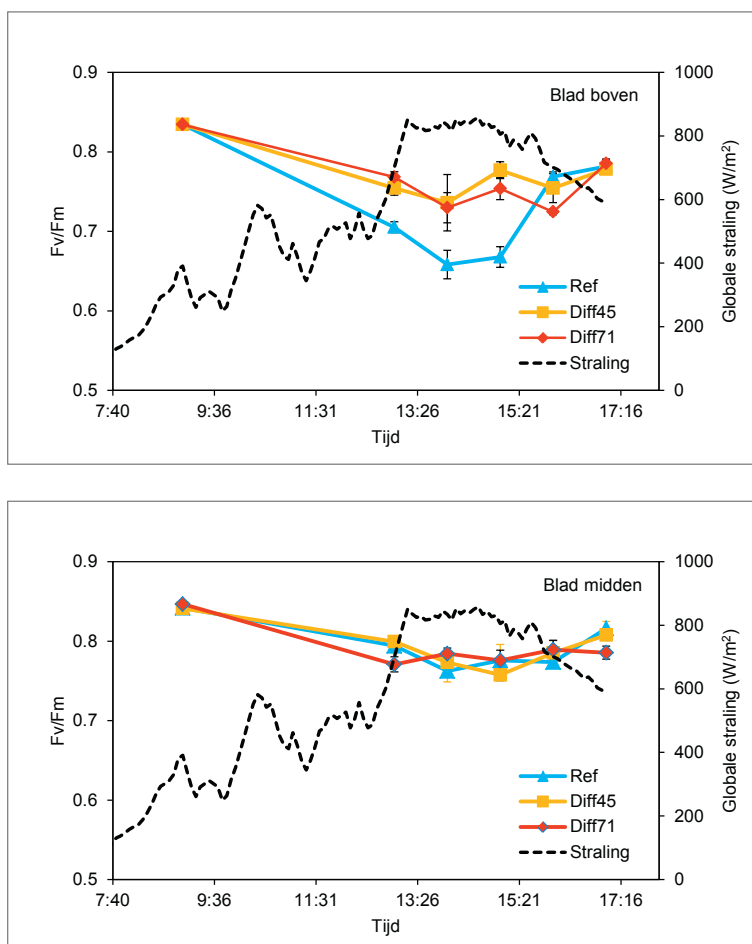 Blad boven
Fv/Fm
0.9
0.8
0.7
0.6
0.5
1000
800
600
400
200
0
Globale straling (W/m²)
Ref
Diff45
Diff71
Straling
7:40 9:36 11:31 13:26 15:21 17:16
Tijd
Blad midden
Fv/Fm
0.9
0.8
0.7
0.6
0.5
1000
800
600
400
200
0
Globale straling (W/m²)
Ref
Diff45
Diff71
Straling
7:40 9:36 11:31 13:26 15:21 17:16
Tijd